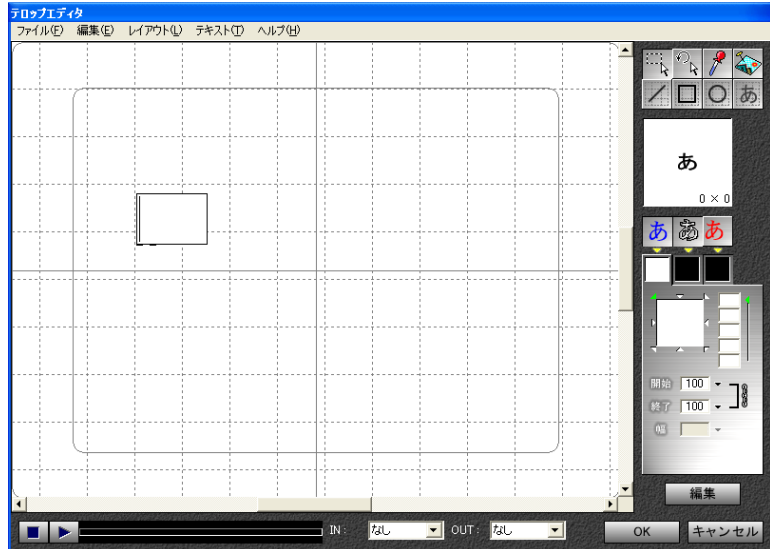 テロップエディタ
ファイル(F) 編集(E) レイアウト(L) テキスト(T) ヘルプ(H)
あ
あ
0 × 0
あ あ あ
開始 100
終了 100
幅
編集
IN: なし OUT: なし OK キャンセル